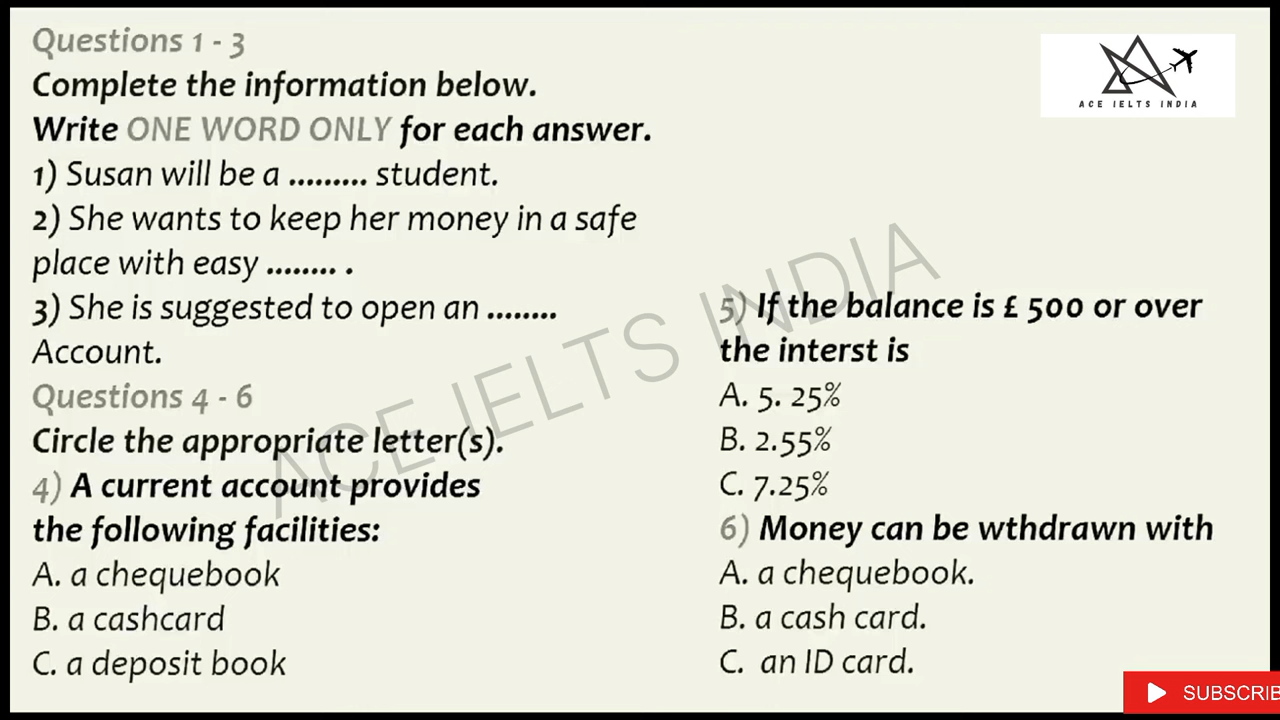 Questions 1 - 3
Complete the information below.
Write ONE WORD ONLY for each answer.
1) Susan will be a ......... student.
2) She wants to keep her money in a safe
place with easy ........ .
3) She is suggested to open an ........
Account.
Questions 4 - 6
Circle the appropriate letter(s).
4) A current account provides
the following facilities:
A. a chequebook
B. a cashcard
C. a deposit book
5) If the balance is £ 500 or over
the interst is
A. 5. 25%
B. 2.55%
C. 7.25%
6) Money can be wthdrawn with
A. a chequebook.
B. a cash card.
C. an ID card.
ACE IELTS INDIA
ACE IELTS INDIA
SUBSCRIB